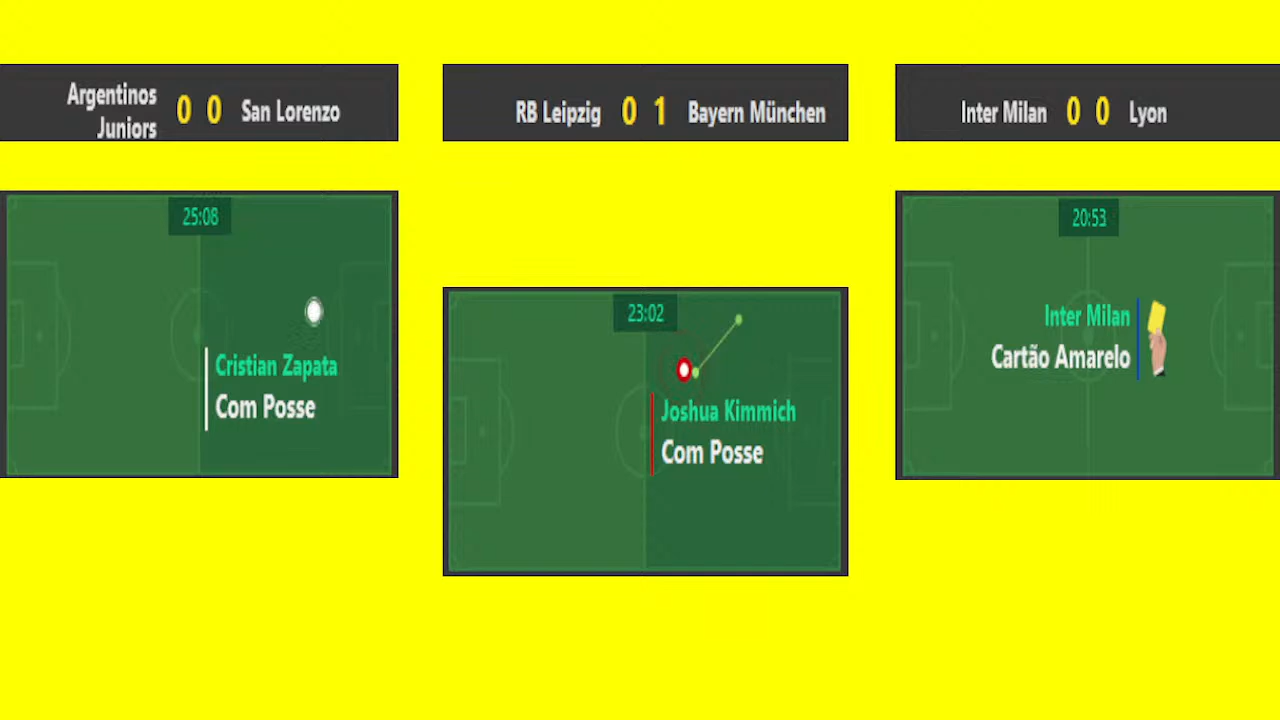 Argentinos
Juniors
0 0
San Lorenzo
RB Leipzig 0 1 Bayern München
Inter Milan 0 0 Lyon
25:08
Cristian Zapata
Com Posse
23:02
Joshua Kimmich
Com Posse
20:53
Inter Milan
Cartão Amarelo